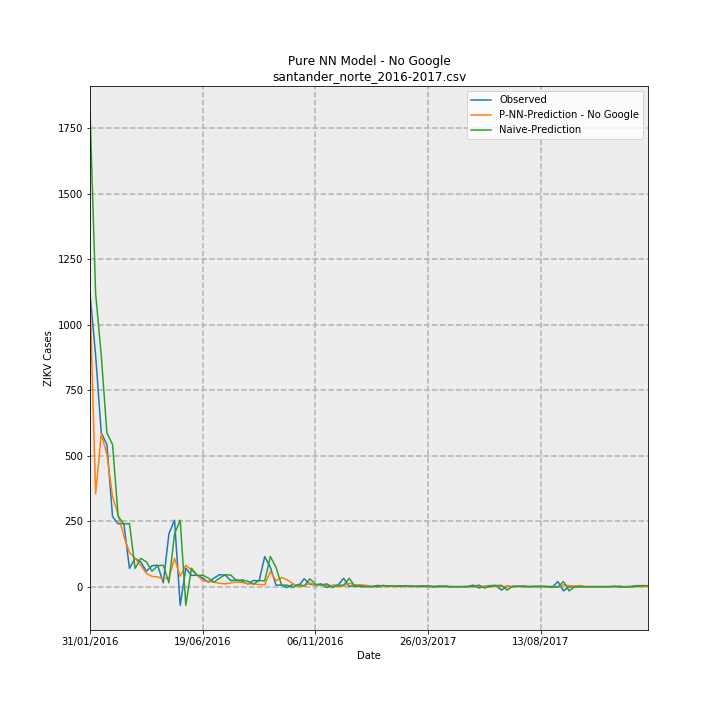 Pure NN Model - No Google
santander_norte_2016-2017.csv
Observed
P-NN-Prediction - No Google
Naive-Prediction
1750
1500
1250
1000
750
500
250
0
ZIKV Cases
31/01/2016
19/06/2016
06/11/2016
26/03/2017
13/08/2017
Date